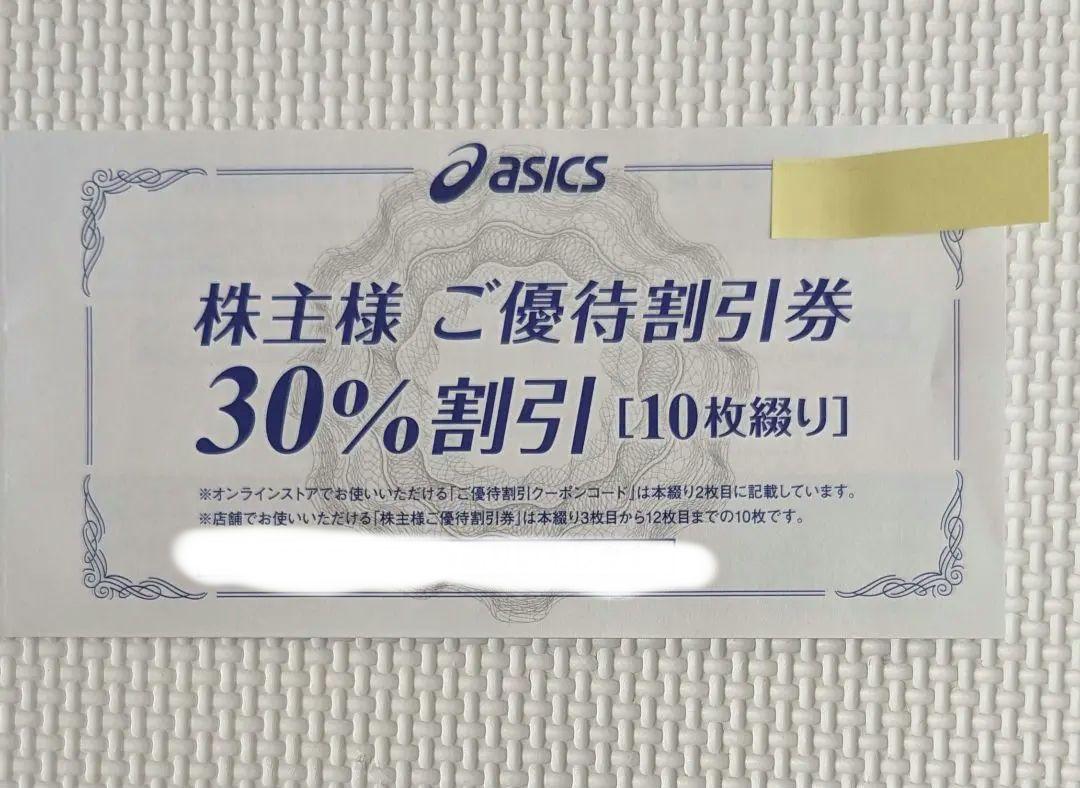 asics
株主様 ご優待割引券
30%割引 [10枚綴り]
※オンラインストアでお使いいただける「ご優待割引クーポンコード」は本綴り2枚目に記載しています。
※店舗でお使いいただける「株主様ご優待割引券」は本綴り3枚目から12枚目までの10枚です。